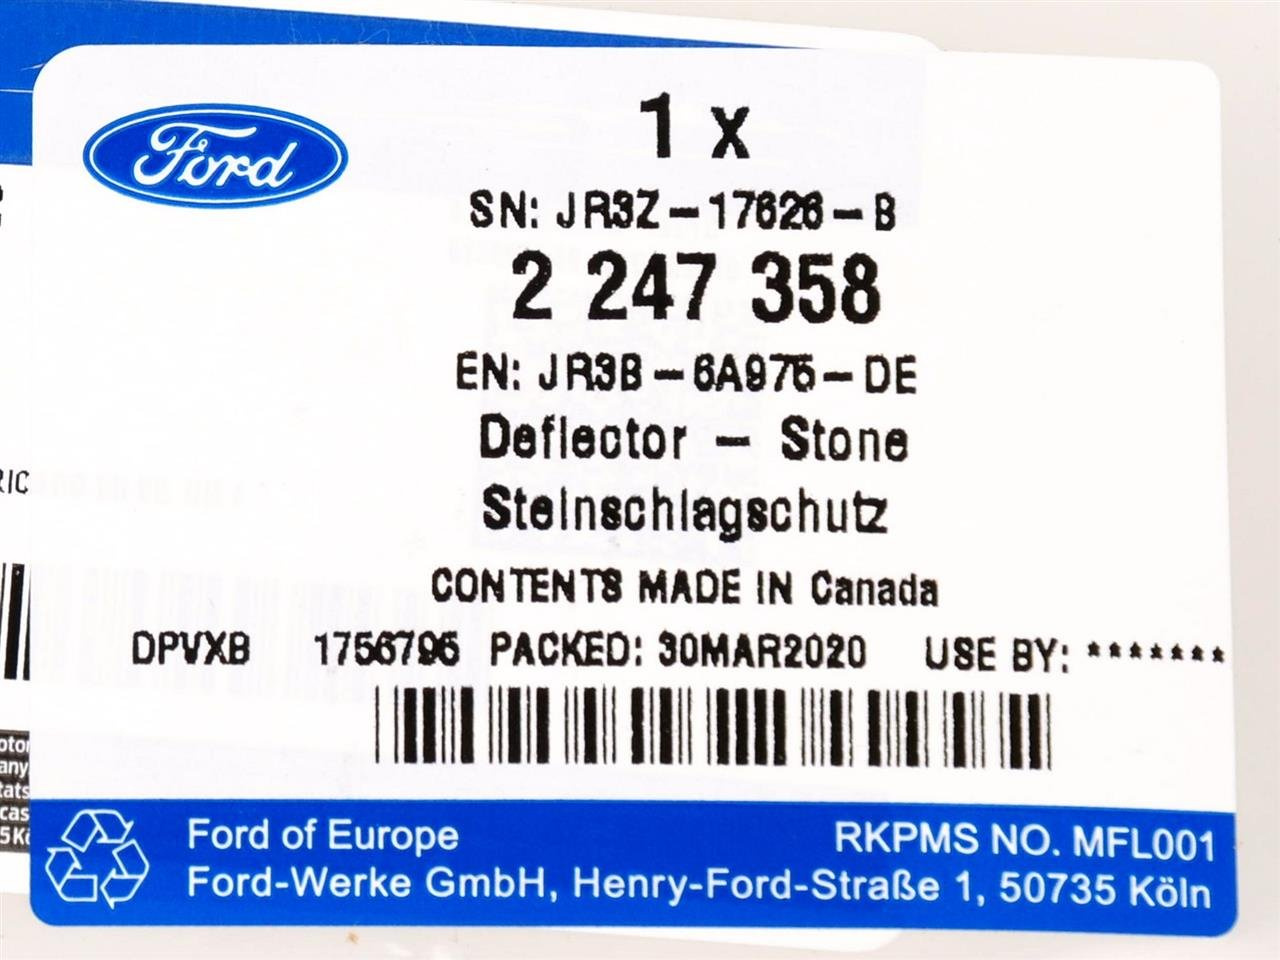 Ford
1 x
SN: JR3Z-17626-B
2 247 358
EN: JR3B-6A975-DE
Deflector - Stone
Steinschlagschutz
CONTENTS MADE IN Canada
DPVXB 1756795 PACKED: 30MAR2020 USE BY: *******
Ford of Europe
RKPMS NO. MFL001
Ford-Werke GmbH, Henry-Ford-Straße 1, 50735 Köln